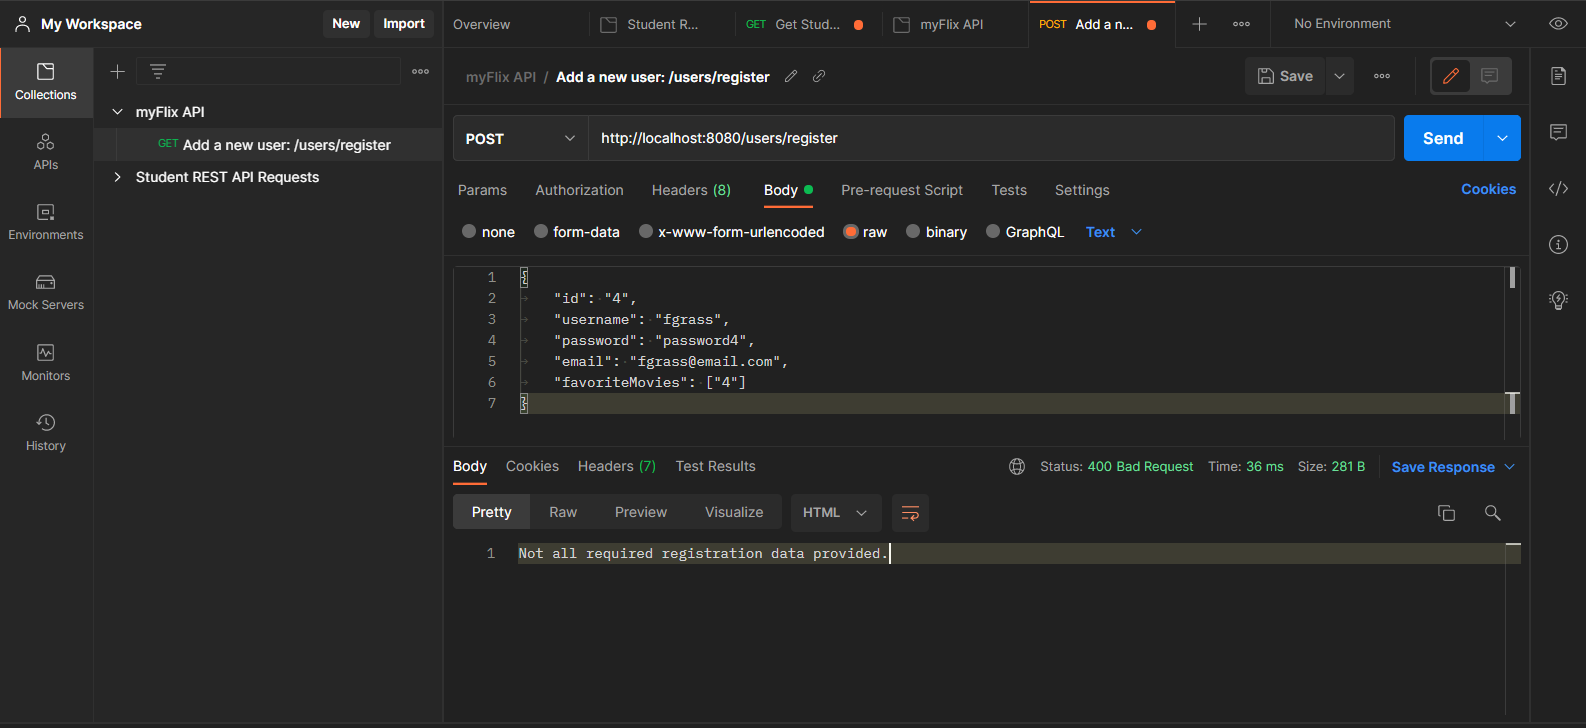 My Workspace
New
Import
Overview
Student R...
GET Get Stud...
myFlix API
POST Add a n...
No Environment
Collections
APIs
Environments
Mock Servers
Monitors
History
myFlix API
GET Add a new user: /users/register
Student REST API Requests
myFlix API / Add a new user: /users/register
Save
POST
http://localhost:8080/users/register
Send
Params
Authorization
Headers (8)
Body
Pre-request Script
Tests
Settings
Cookies
none
form-data
x-www-form-urlencoded
raw
binary
GraphQL
Text
1 {
2 "id": "4",
3 "username": "fgrass",
4 "password": "password4",
5 "email": "fgrass@email.com",
6 "favoriteMovies": ["4"]
7 }
Body
Cookies
Headers (7)
Test Results
Status: 400 Bad Request
Time: 36 ms
Size: 281 B
Save Response
Pretty
Raw
Preview
Visualize
HTML
1 Not all required registration data provided.